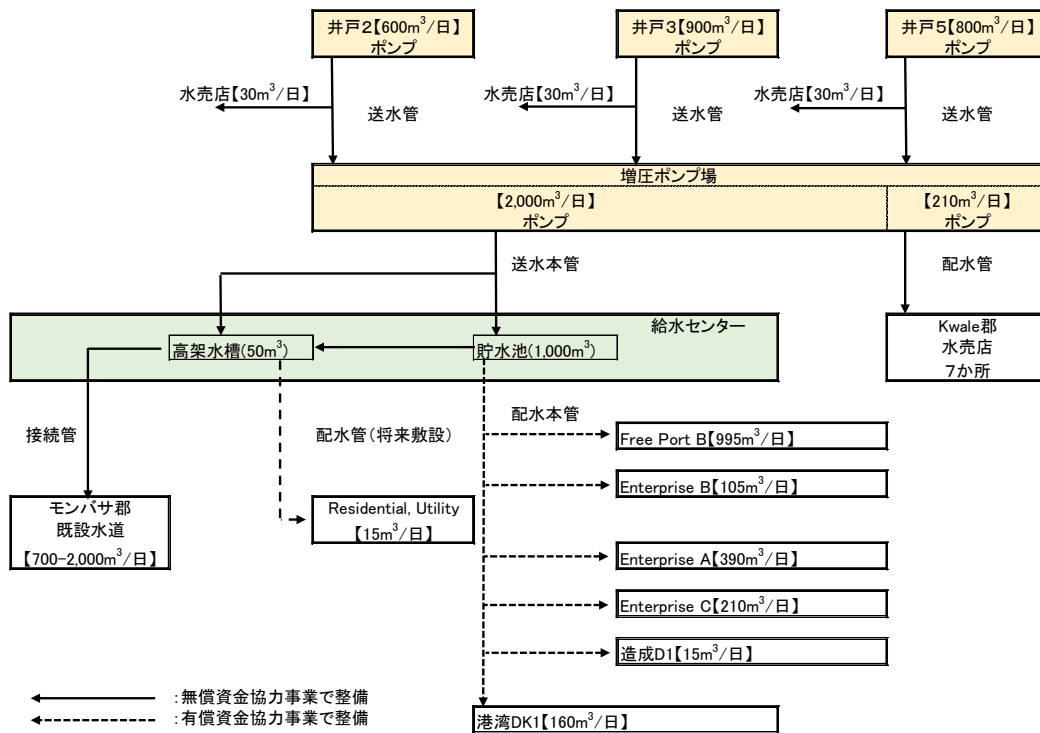 井戸2【600m³/日】
ポンプ
井戸3【900m³/日】
ポンプ
井戸5【800m³/日】
ポンプ
水売店【30m³/日】
水売店【30m³/日】
水売店【30m³/日】
送水管
送水管
送水管
増圧ポンプ場
【2,000m³/日】
ポンプ
【210m³/日】
ポンプ
送水本管
配水管
給水センター
高架水槽(50m³)
貯水池(1,000m³)
Kwale郡
水売店
7か所
接続管
配水管(将来敷設)
配水本管
Free Port B【995m³/日】
Enterprise B【105m³/日】
モンバサ郡
既設水道
【700-2,000m³/日】
Residential, Utility
【15m³/日】
Enterprise A【390m³/日】
Enterprise C【210m³/日】
造成D1【15m³/日】
港湾DK1【160m³/日】
:無償資金協力事業で整備
:有償資金協力事業で整備